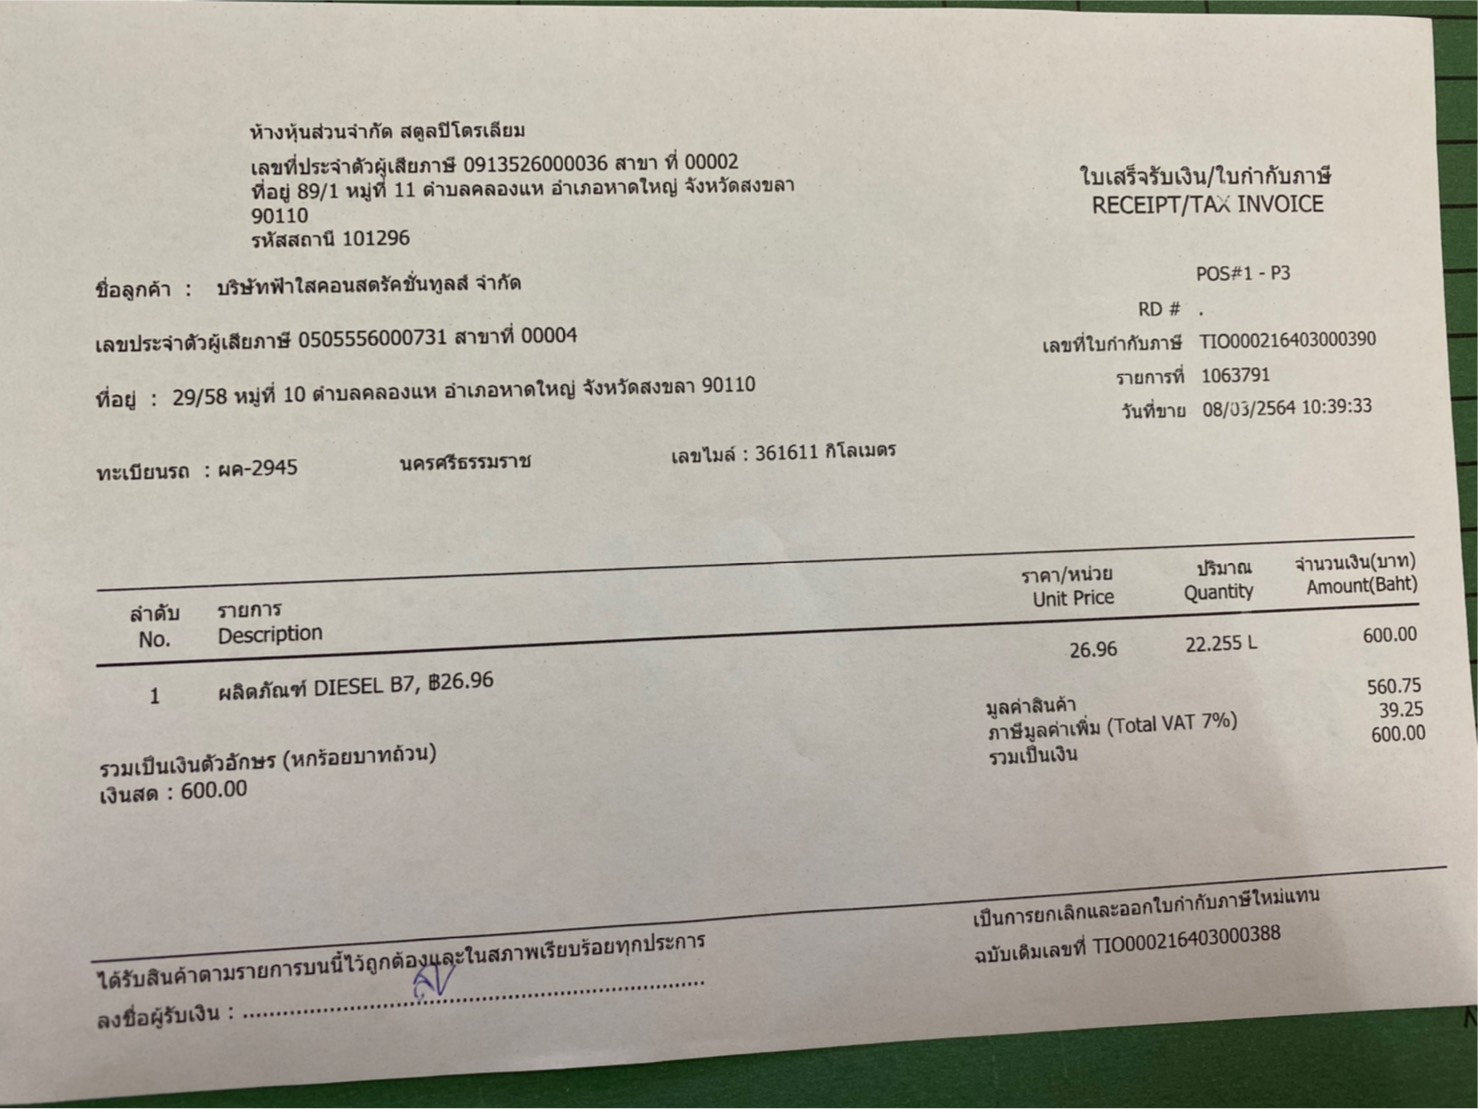 ห้างหุ้นส่วนจำกัด สตูลปิโตรเลียม
เลขที่ประจำตัวผู้เสียภาษี 0913526000036 สาขา ที่ 00002
ที่อยู่ 89/1 หมู่ที่ 11 ตำบลคลองแห อำเภอหาดใหญ่ จังหวัดสงขลา
90110
รหัสสถานี 101296
ใบเสร็จรับเงิน/ใบกำกับภาษี
RECEIPT/TAX INVOICE
POS#1 - P3
RD # .
เลขที่ใบกำกับภาษี TIO000216403000390
รายการที่ 1063791
วันที่ขาย 08/03/2564 10:39:33
ชื่อลูกค้า : บริษัทฟ้าใสคอนสตรัคชั่นทูลส์ จำกัด
เลขประจำตัวผู้เสียภาษี 0505556000731 สาขาที่ 00004
ที่อยู่ : 29/58 หมู่ที่ 10 ตำบลคลองแห อำเภอหาดใหญ่ จังหวัดสงขลา 90110
ทะเบียนรถ : ผค-2945 นครศรีธรรมราช เลขไมล์ : 361611 กิโลเมตร
ลำดับ รายการ ราคา/หน่วย ปริมาณ จำนวนเงิน(บาท)
No. Description Unit Price Quantity Amount(Baht)
1 ผลิตภัณฑ์ DIESEL B7, ฿26.96 26.96 22.255 L 600.00
มูลค่าสินค้า 560.75
ภาษีมูลค่าเพิ่ม (Total VAT 7%) 39.25
รวมเป็นเงิน 600.00
รวมเป็นเงินตัวอักษร (หกร้อยบาทถ้วน)
เงินสด : 600.00
ได้รับสินค้าตามรายการบนนี้ไว้ถูกต้องและในสภาพเรียบร้อยทุกประการ
ลงชื่อผู้รับเงิน : ......................................................................
เป็นการยกเลิกและออกใบกำกับภาษีใหม่แทน
ฉบับเดิมเลขที่ TIO000216403000388